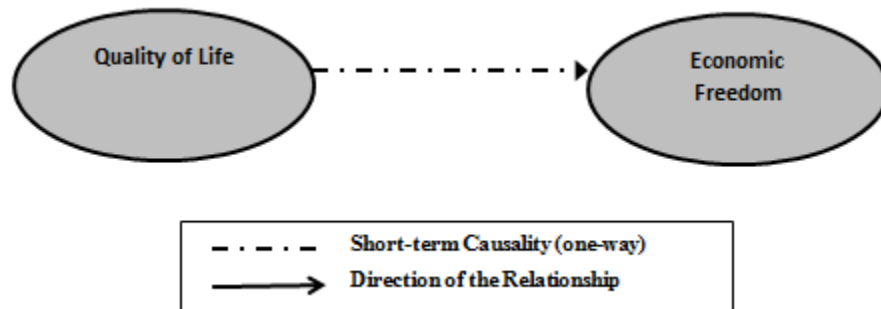 Quality of Life
Economic
Freedom
Short-term Causality (one-way)
Direction of the Relationship